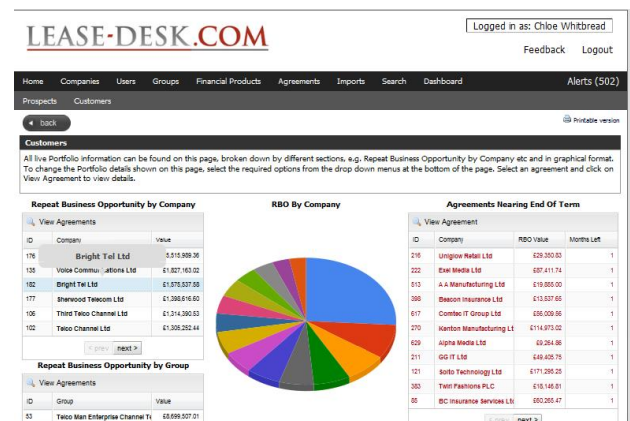 LEASE-DESK.COM
Logged in as: Chloe Whitbread
Feedback Logout
Home Companies Users Groups Financial Products Agreements Imports Search Dashboard Alerts (502)
Prospects Customers
back
Printable version
Customers
All live Portfolio information can be found on this page, broken down by different sections, e.g. Repeat Business Opportunity by Company etc and in graphical format.
To change the Portfolio details shown on this page, select the required options from the drop down menus at the bottom of the page. Select an agreement and click on
View Agreement to view details.
Repeat Business Opportunity by Company
View Agreements
ID Company Value
176 Bright Tel Ltd
135 Voice Communications Ltd £1,827,163.02
182 Bright Tel Ltd £1,575,537.58
177 Sherwood Telecom Ltd £1,398,616.60
106 Third Telco Channel Ltd £1,314,390.53
102 Telco Channel Ltd £1,305,252.44
< prev next >
Repeat Business Opportunity by Group
View Agreements
ID Group Value
53 Telco Man Enterprise Channel Te £8,699,507.01
RBO By Company
Agreements Nearing End Of Term
View Agreement
ID Company RBO Value Months Left
216 Uniglow Retail Ltd £29,350.83 1
222 Exel Media Ltd £87,411.74 1
513 A A Manufacturing Ltd £19,655.00 1
398 Beacon Insurance Ltd £13,537.65 1
617 Comtec IT Group Ltd 1
270 Kenton Manufacturing Lt £114,973.02 1
629 Alpha Media Ltd £9,264.86 1
211 GG IT Ltd £49,405.75 1
121 Solto Technology Ltd £171,295.25 1
383 Twin Fashions PLC £18,146.81 1
85 IBC Insurance Services Ltd £60,265.47 1
< prev next >